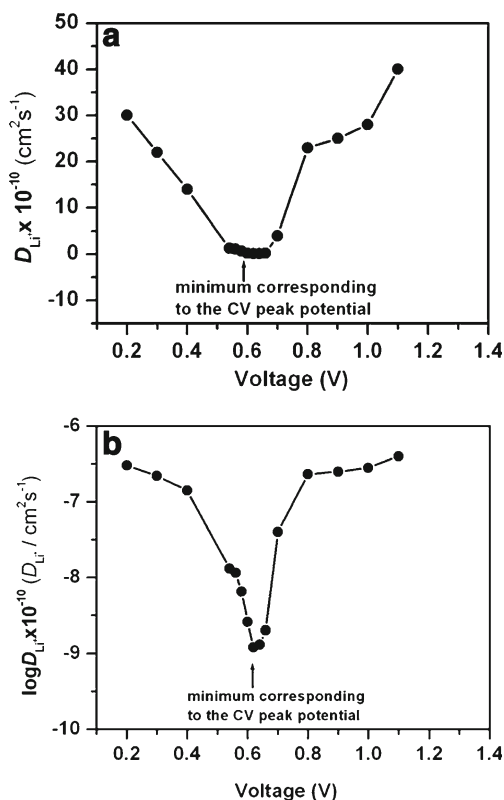 a
50
40
30
20
10
0
-10
D_Li+ x 10^-10 (cm^2s^-1)
minimum corresponding
to the CV peak potential
0.2 0.4 0.6 0.8 1.0 1.2 1.4
Voltage (V)
b
-6
-7
-8
-9
-10
logD_Li+x10^-10 (D_Li+ / cm^2s^-1)
minimum corresponding
to the CV peak potential
0.2 0.4 0.6 0.8 1.0 1.2 1.4
Voltage (V)